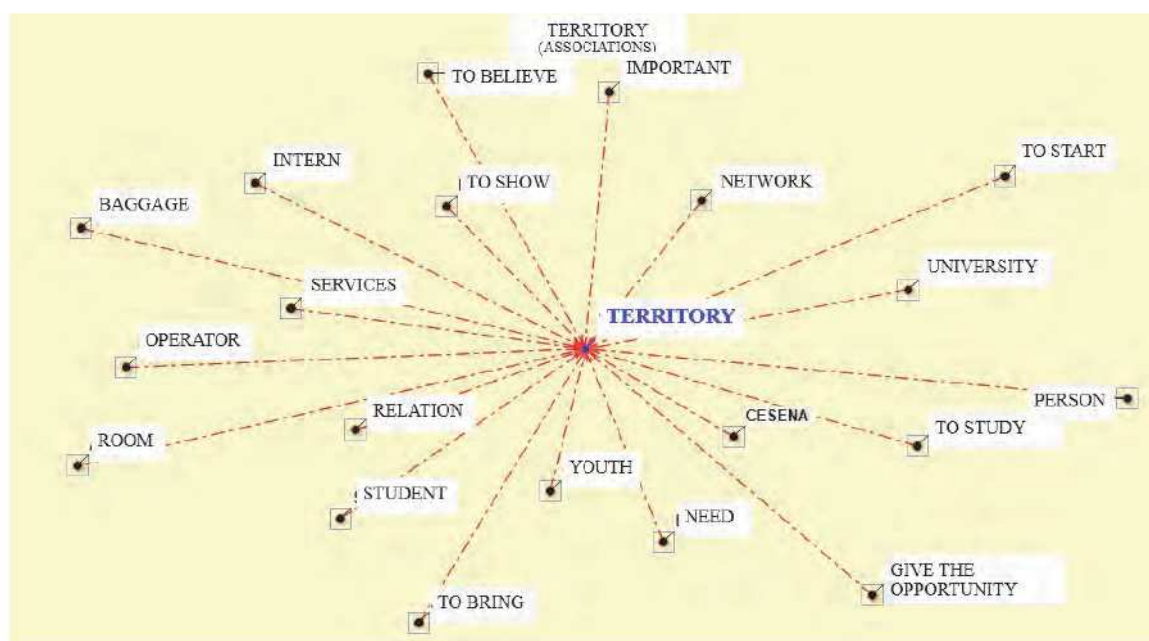 TERRITORY
(ASSOCIATIONS)
TO BELIEVE
IMPORTANT
TO START
INTERN
TO SHOW
NETWORK
BAGGAGE
UNIVERSITY
SERVICES
TERRITORY
OPERATOR
PERSON
RELATION
CESENA
TO STUDY
ROOM
YOUTH
STUDENT
NEED
GIVE THE
OPPORTUNITY
TO BRING